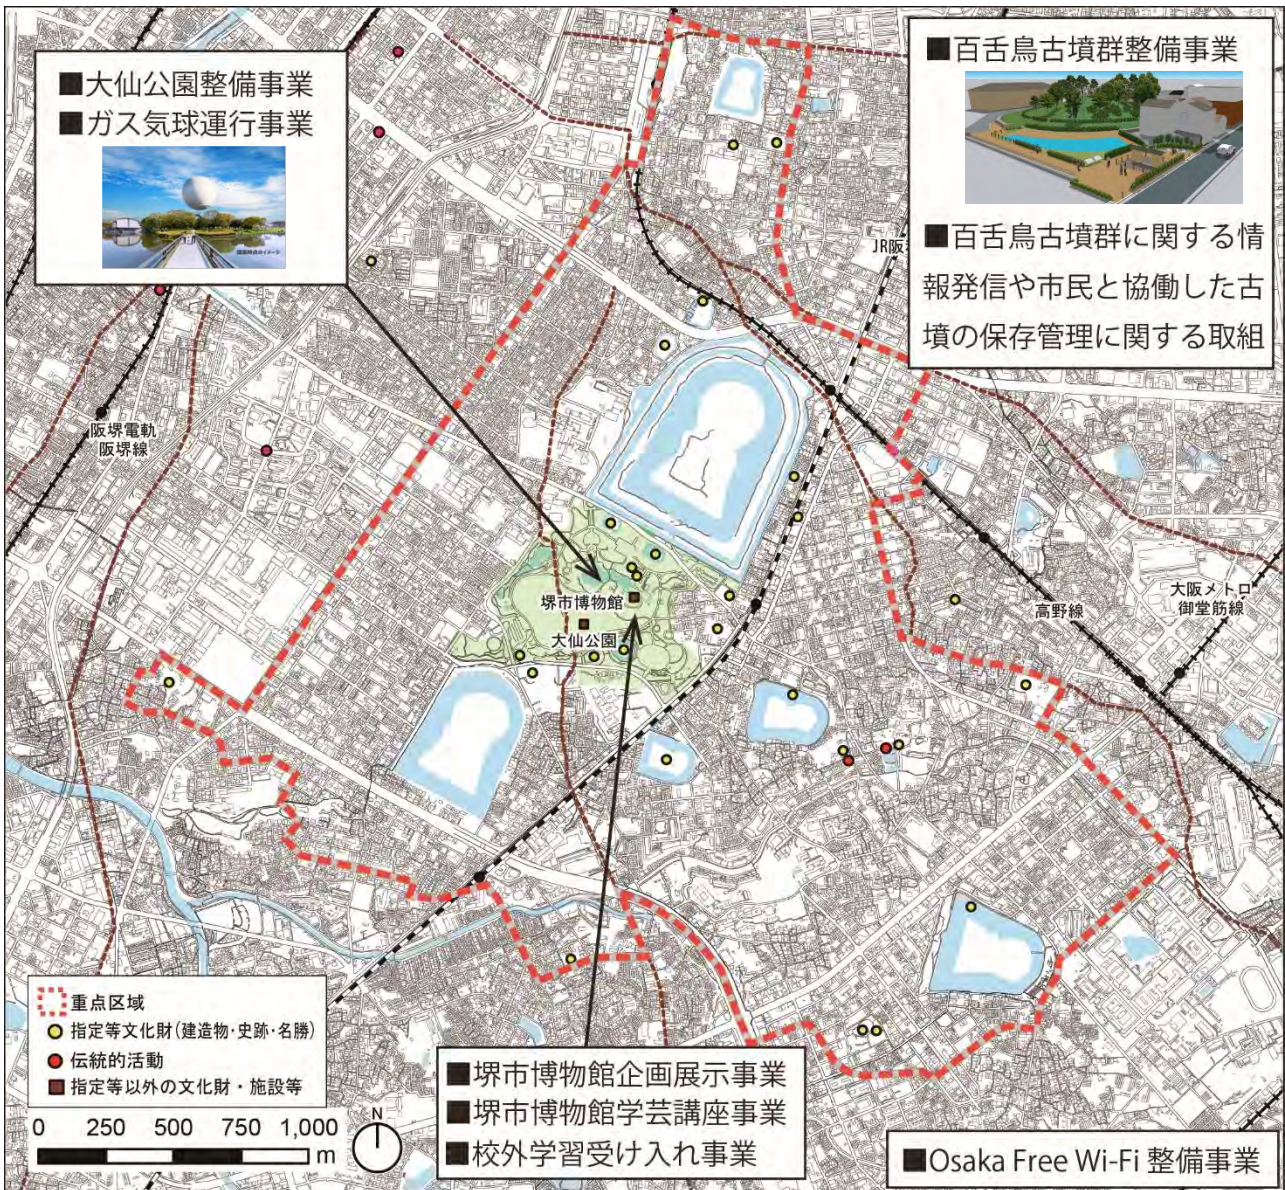 ■大仙公園整備事業
■ガス気球運行事業
■百舌鳥古墳群整備事業
■百舌鳥古墳群に関する情
報発信や市民と協働した古
墳の保存管理に関する取組
JR阪
阪堺電軌
阪堺線
堺市博物館
大仙公園
高野線
大阪メトロ
御堂筋線
重点区域
指定等文化財(建造物・史跡・名勝)
伝統的活動
指定等以外の文化財・施設等
0 250 500 750 1,000
m
N
■堺市博物館企画展示事業
■堺市博物館学芸講座事業
■校外学習受け入れ事業
■Osaka Free Wi-Fi 整備事業